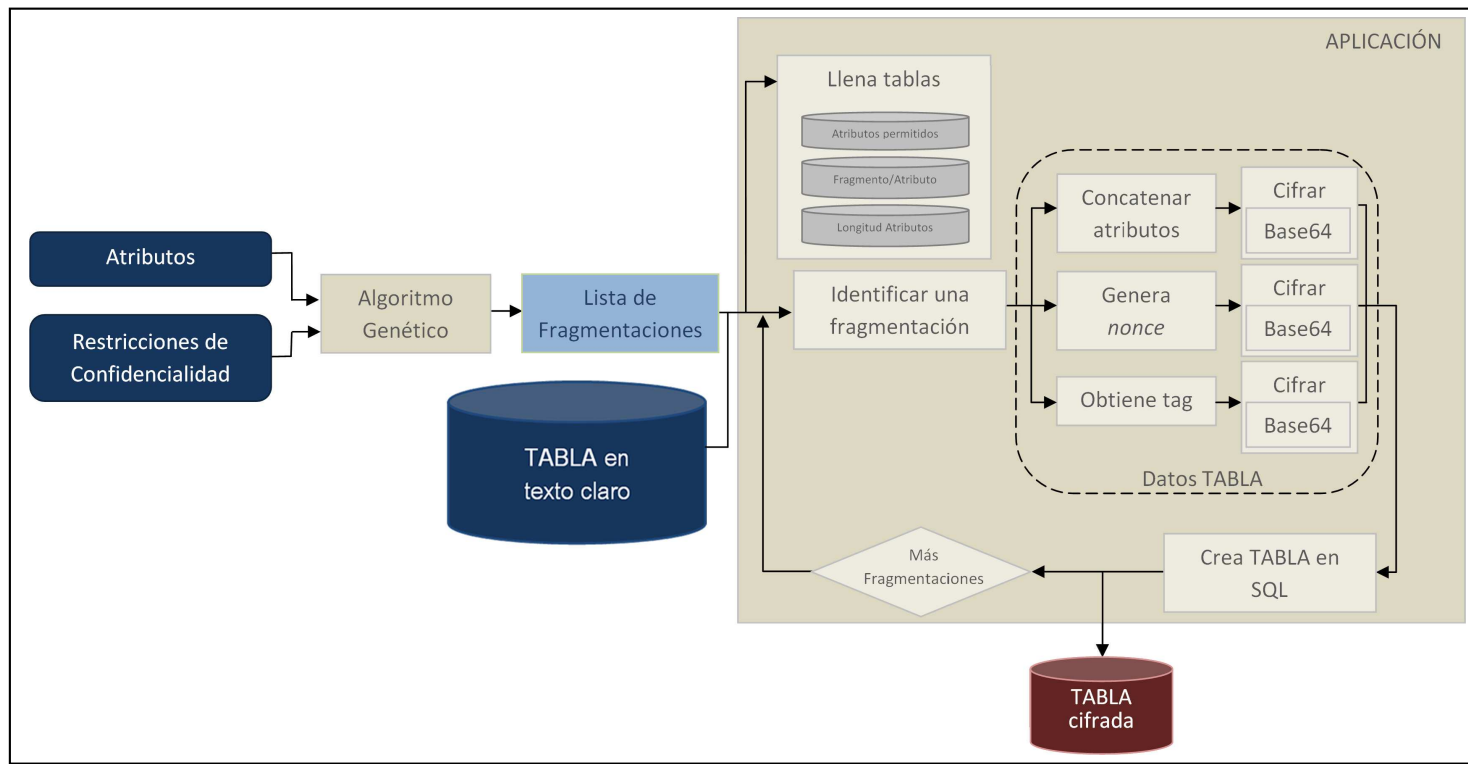 APLICACIÓN
Llena tablas
Atributos permitidos
Fragmento/Atributo
Longitud Atributos
Atributos
Restricciones de
Confidencialidad
Algoritmo
Genético
Lista de
Fragmentaciones
TABLA en
texto claro
Identificar una
fragmentación
Concatenar
atributos
Cifrar
Base64
Genera
nonce
Cifrar
Base64
Obtiene tag
Cifrar
Base64
Datos TABLA
Más
Fragmentaciones
Crea TABLA en
SQL
TABLA
cifrada